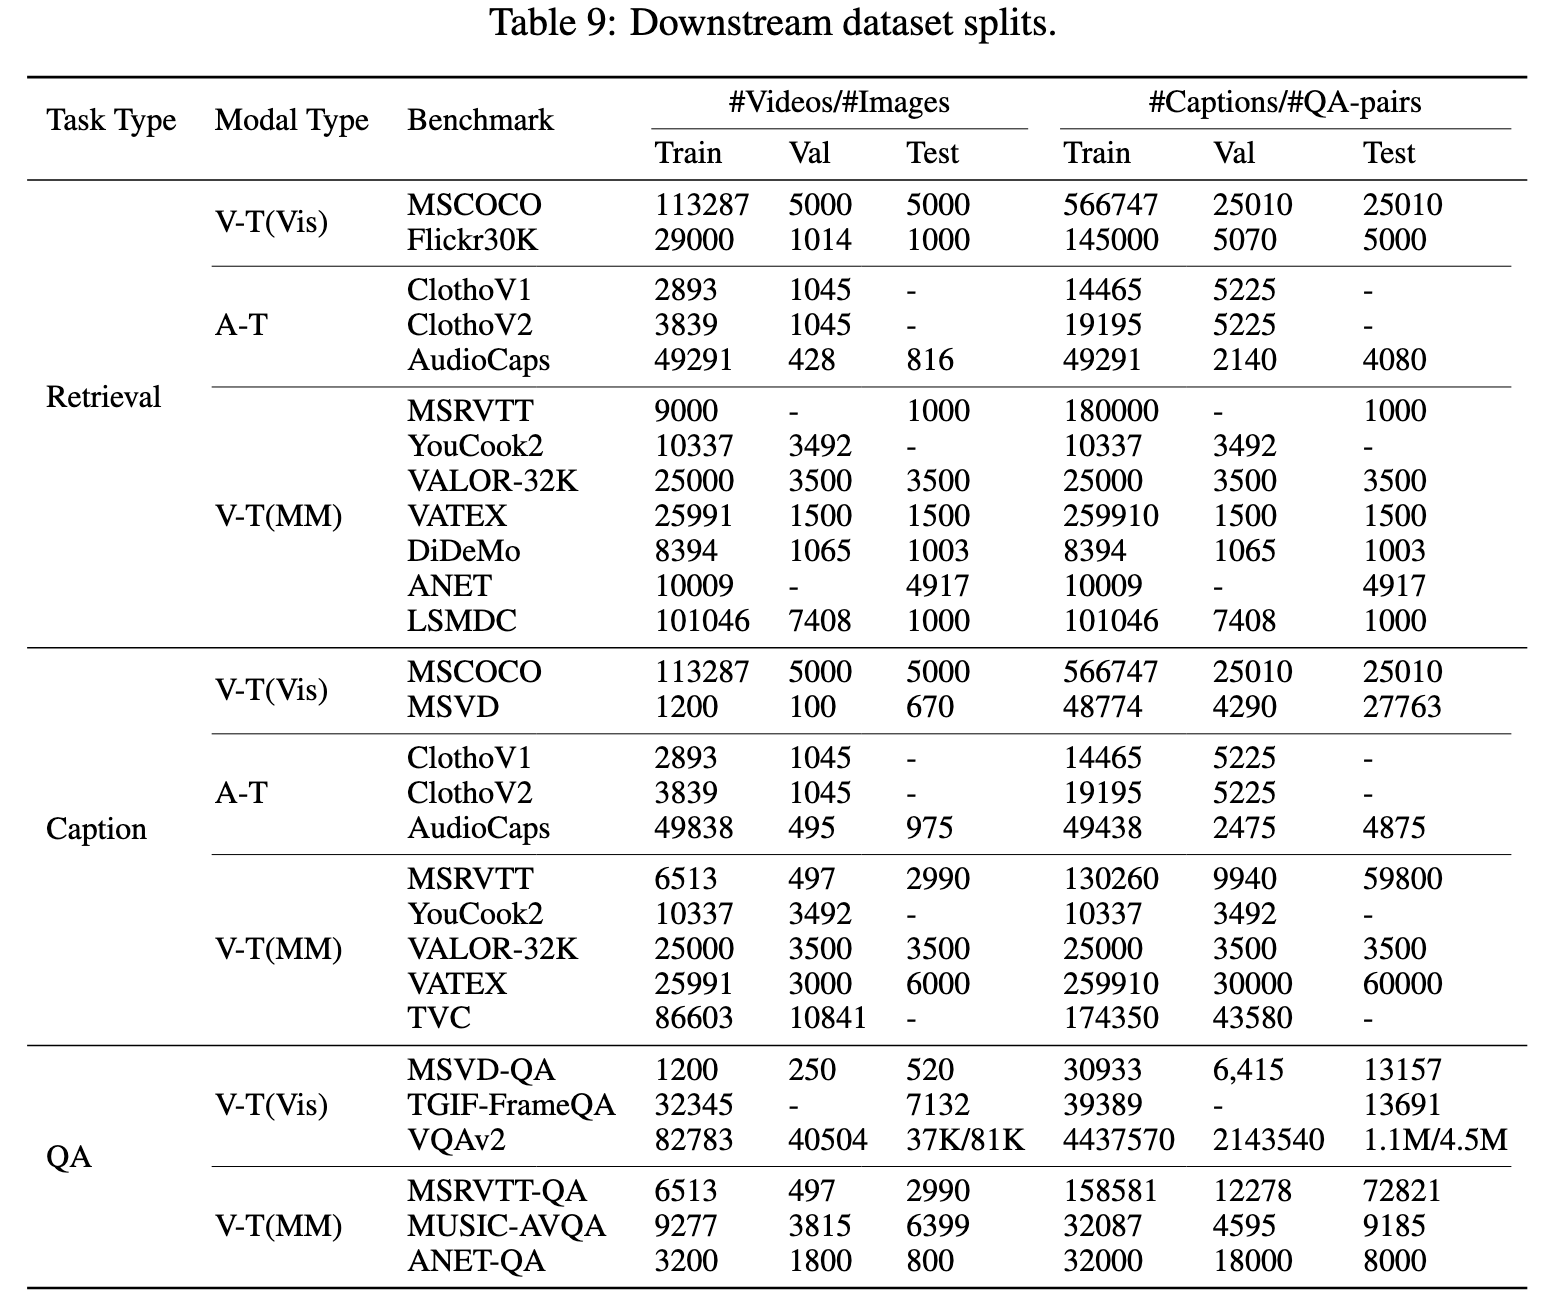 Table 9: Downstream dataset splits.
Task Type Modal Type Benchmark #Videos/#Images #Captions/#QA-pairs
Train Val Test Train Val Test
Retrieval
V-T(Vis)
MSCOCO 113287 5000 5000 566747 25010 25010
Flickr30K 29000 1014 1000 145000 5070 5000
A-T
ClothoV1 2893 1045 - 14465 5225 -
ClothoV2 3839 1045 - 19195 5225 -
AudioCaps 49291 428 816 49291 2140 4080
V-T(MM)
MSRVTT 9000 - 1000 180000 - 1000
YouCook2 10337 3492 - 10337 3492 -
VALOR-32K 25000 3500 3500 25000 3500 3500
VATEX 25991 1500 1500 259910 1500 1500
DiDeMo 8394 1065 1003 8394 1065 1003
ANET 10009 - 4917 10009 - 4917
LSMDC 101046 7408 1000 101046 7408 1000
Caption
V-T(Vis)
MSCOCO 113287 5000 5000 566747 25010 25010
MSVD 1200 100 670 48774 4290 27763
A-T
ClothoV1 2893 1045 - 14465 5225 -
ClothoV2 3839 1045 - 19195 5225 -
AudioCaps 49838 495 975 49438 2475 4875
V-T(MM)
MSRVTT 6513 497 2990 130260 9940 59800
YouCook2 10337 3492 - 10337 3492 -
VALOR-32K 25000 3500 3500 25000 3500 3500
VATEX 25991 3000 6000 259910 30000 60000
TVC 86603 10841 - 174350 43580 -
QA
V-T(Vis)
MSVD-QA 1200 250 520 30933 6,415 13157
TGIF-FrameQA 32345 - 7132 39389 - 13691
VQAv2 82783 40504 37K/81K 4437570 2143540 1.1M/4.5M
V-T(MM)
MSRVTT-QA 6513 497 2990 158581 12278 72821
MUSIC-AVQA 9277 3815 6399 32087 4595 9185
ANET-QA 3200 1800 800 32000 18000 8000